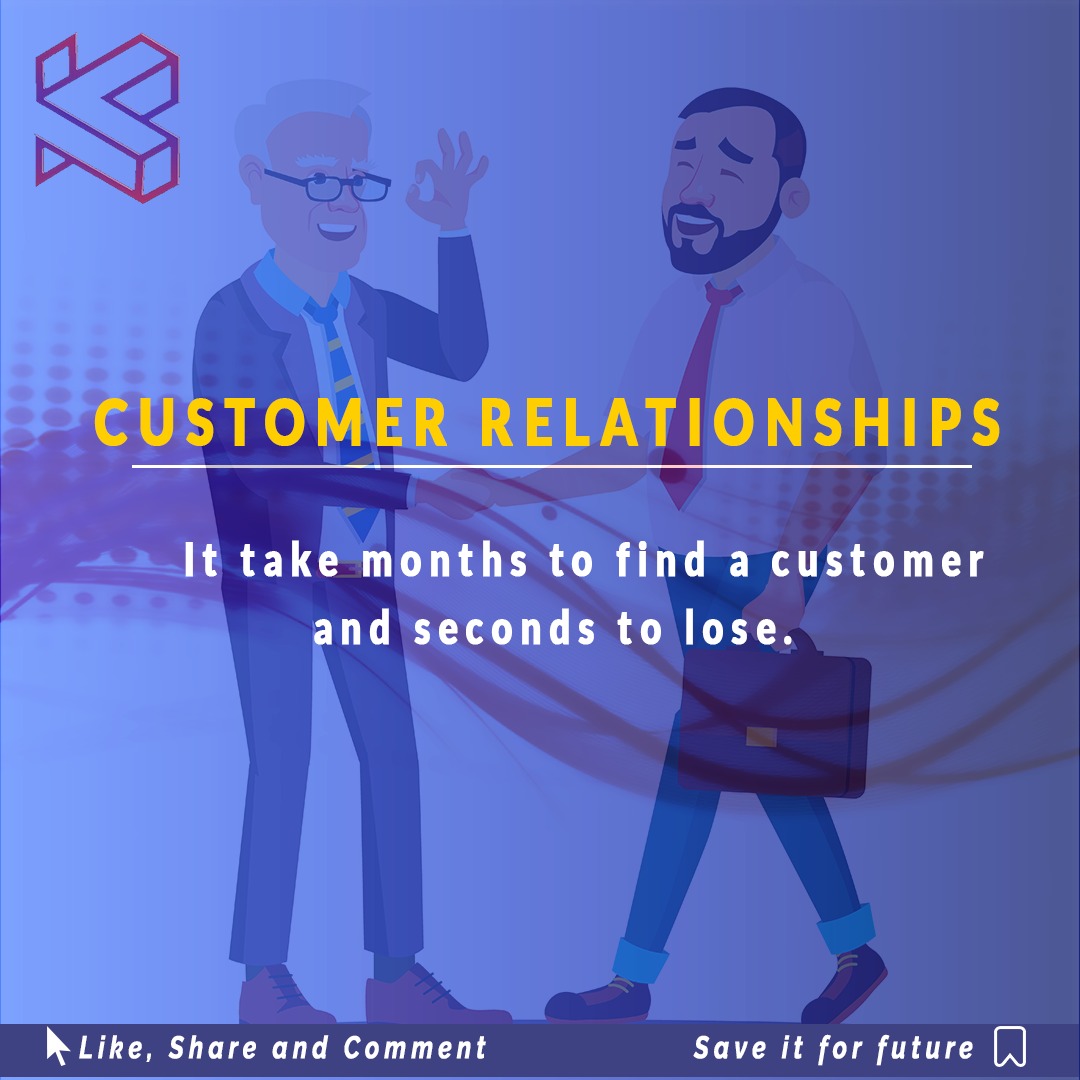 CUSTOMER RELATIONSHIPS
It take months to find a customer
and seconds to lose.
Like, Share and Comment
Save it for future